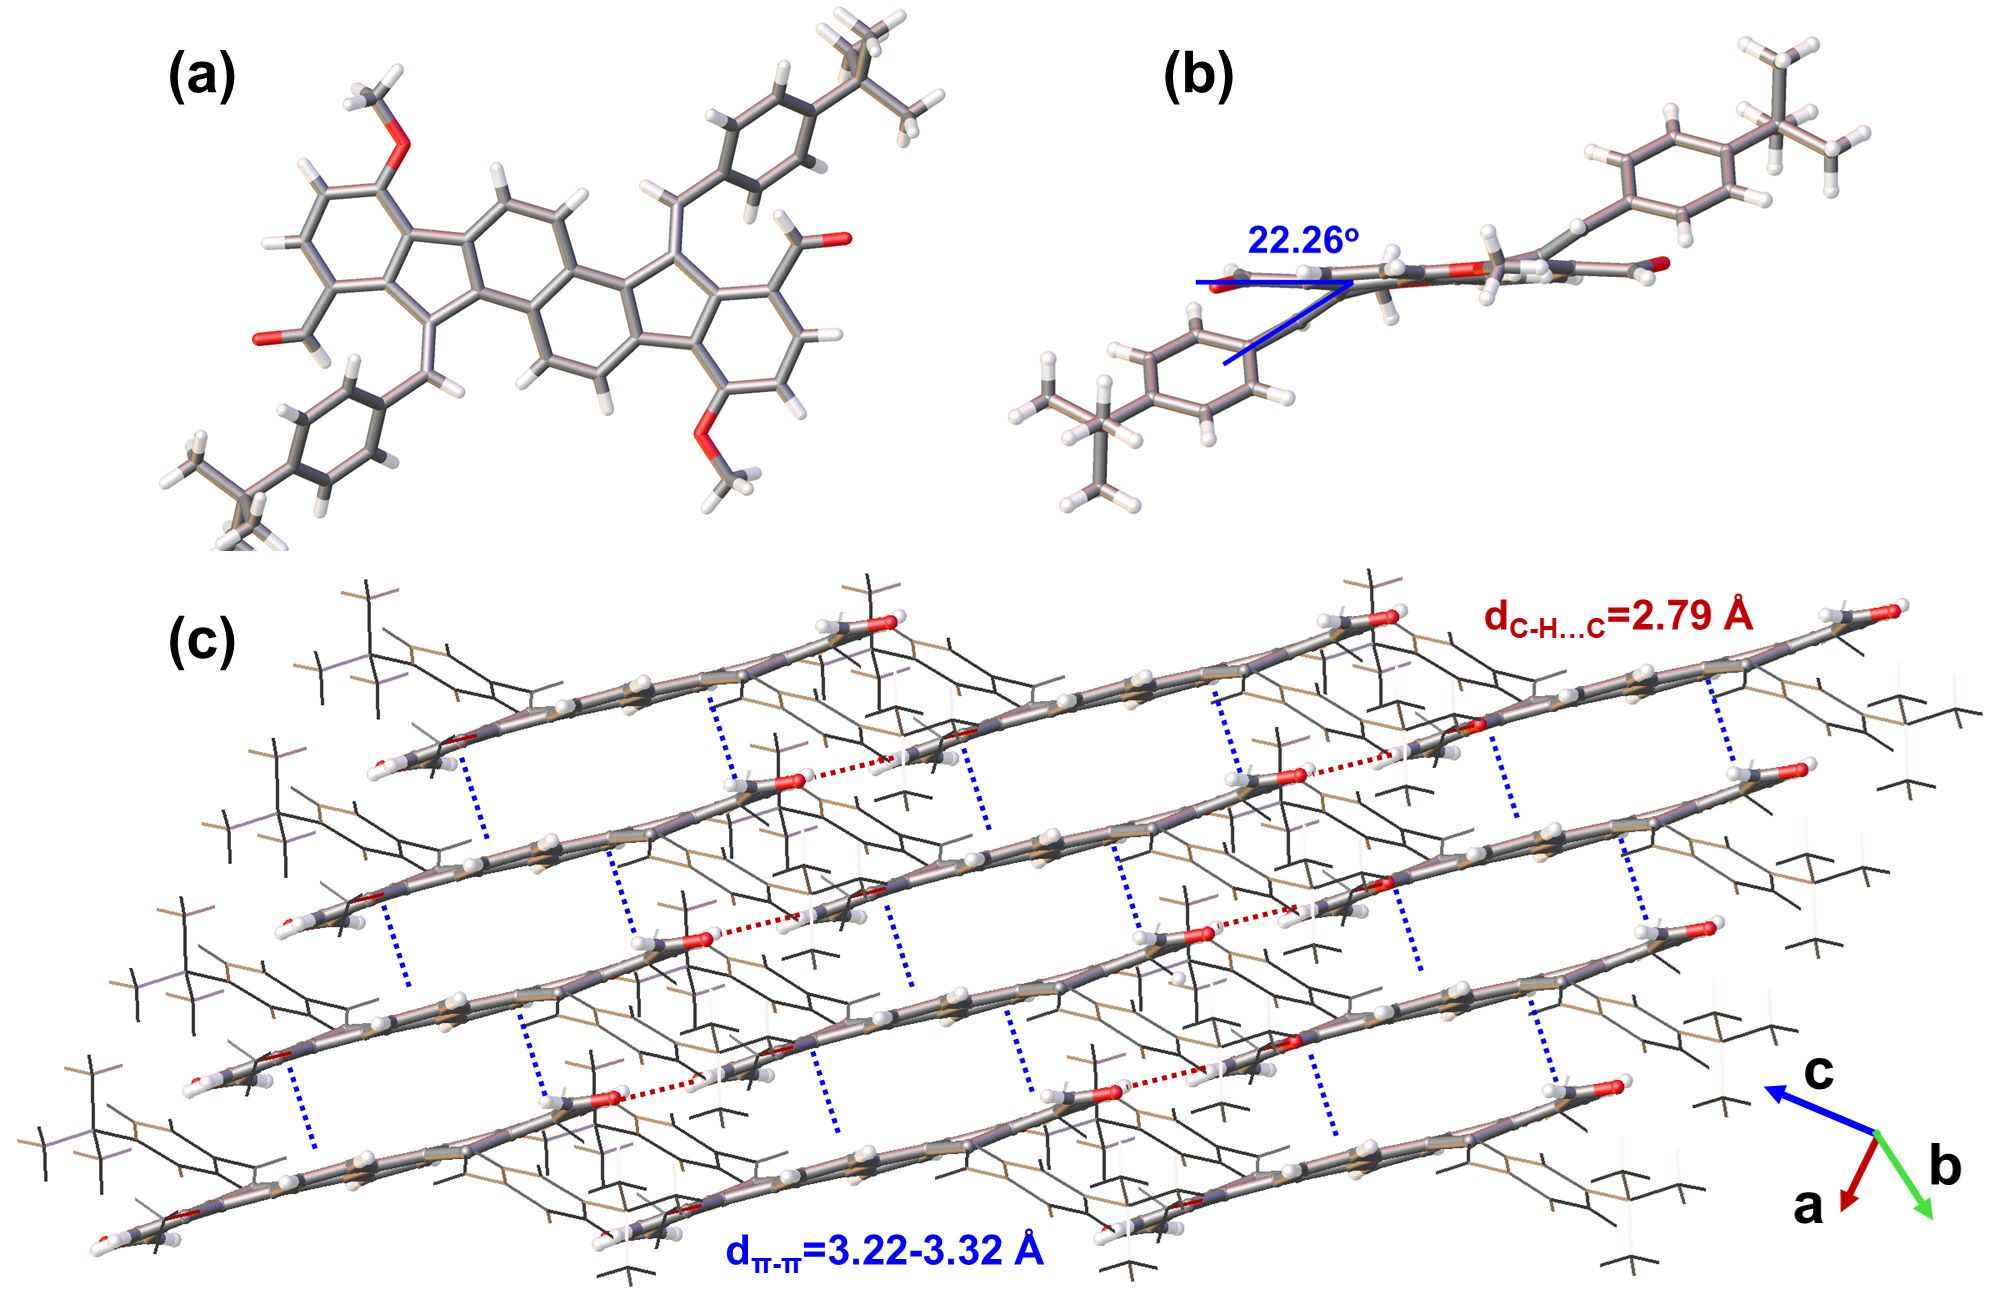 (a)
(b)
22.26°
(c)
dC-H…C=2.79 Å
dπ-π=3.22-3.32 Å
c
b
a